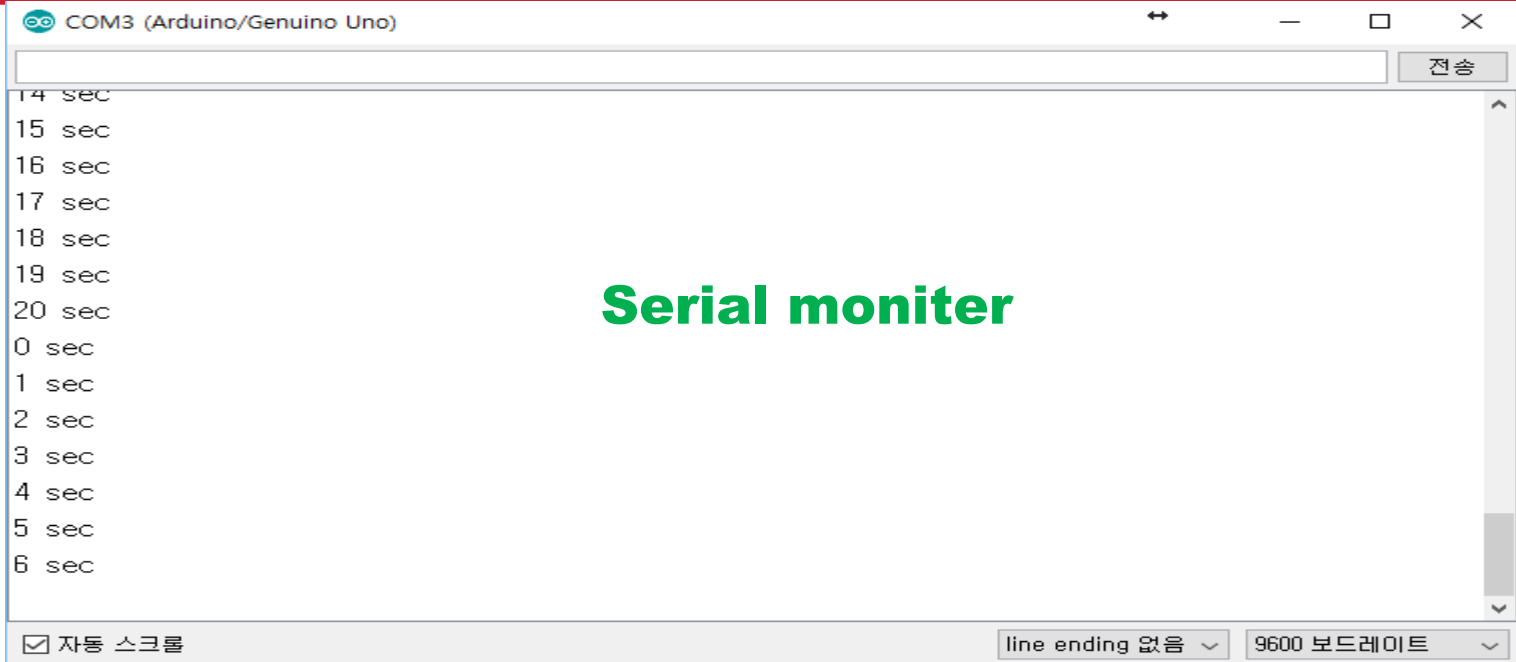 COM3 (Arduino/Genuino Uno)
전송
14 sec
15 sec
16 sec
17 sec
18 sec
19 sec
20 sec
0 sec
1 sec
2 sec
3 sec
4 sec
5 sec
6 sec
Serial moniter
자동 스크롤
line ending 없음
9600 보드레이트